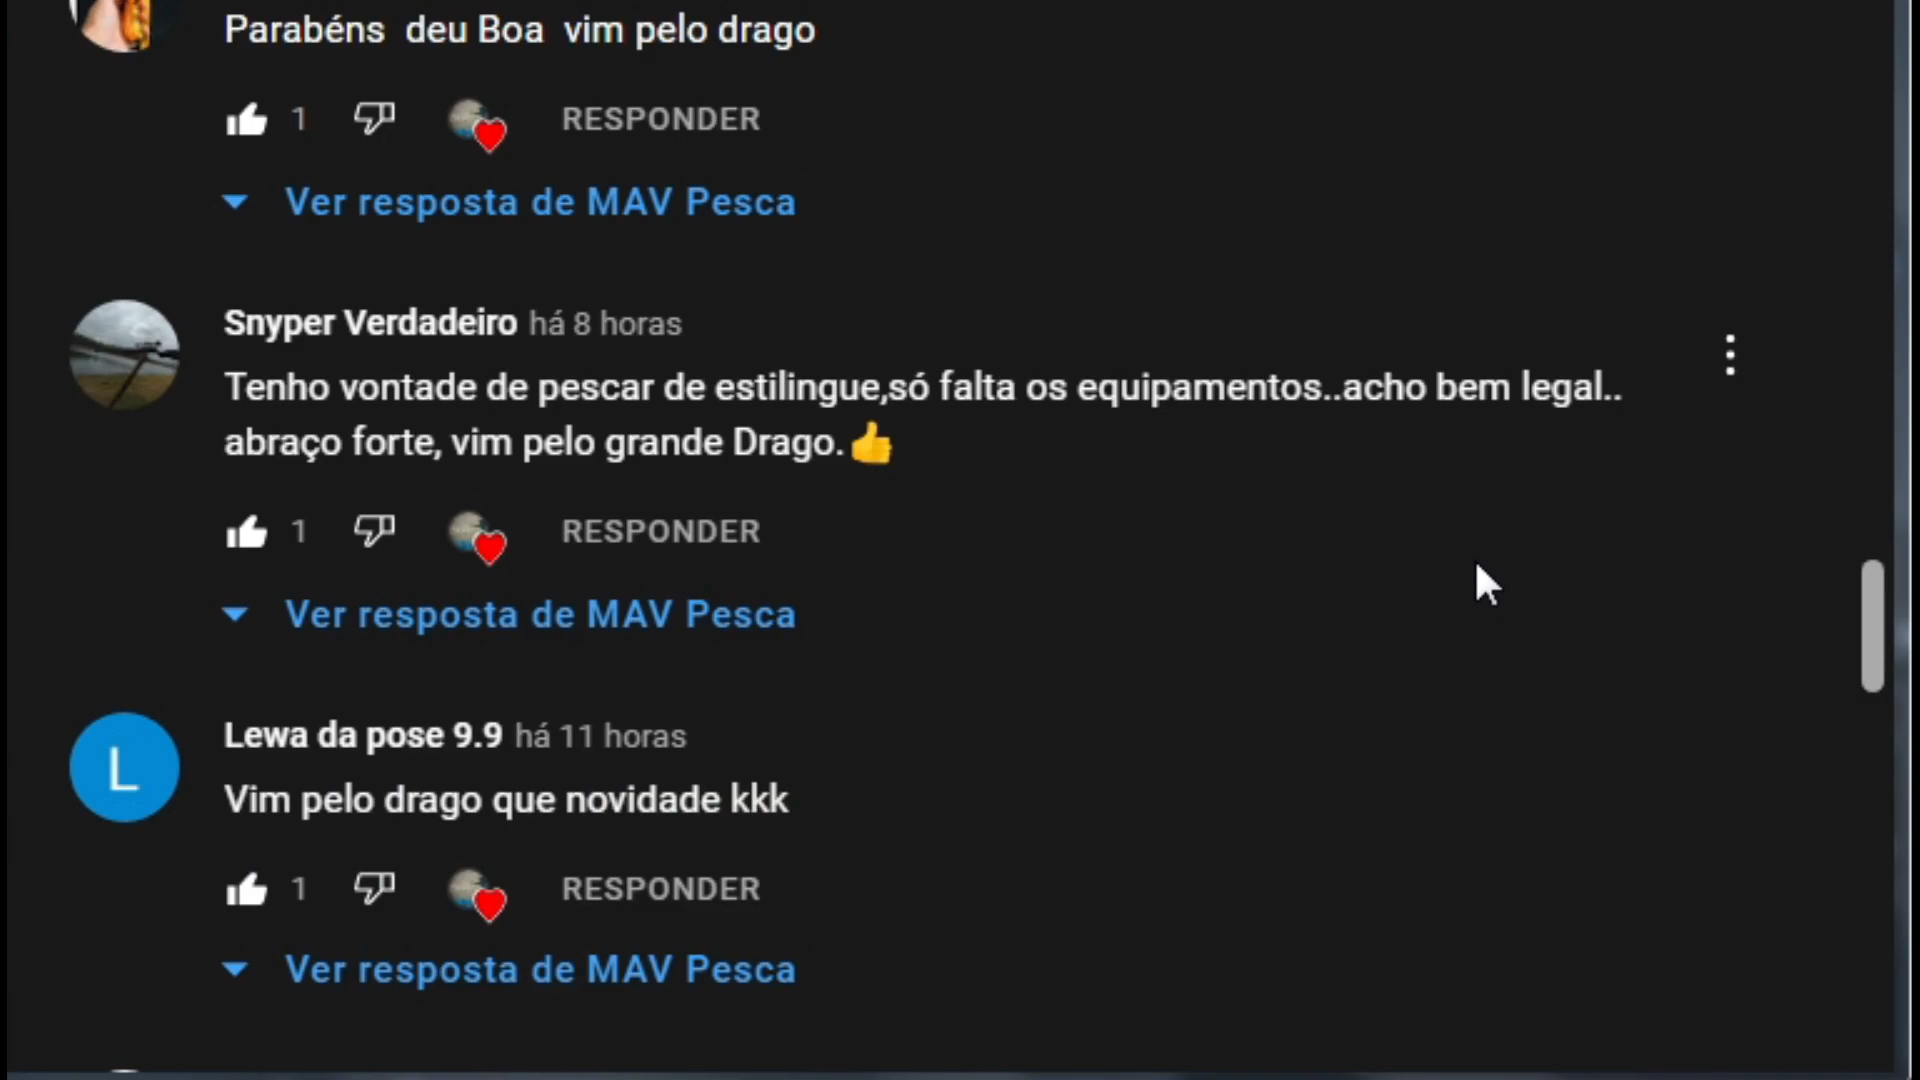 Parabéns  deu Boa  vim pelo drago
1 RESPONDER
Ver resposta de MAV Pesca
Snyper Verdadeiro há 8 horas
Tenho vontade de pescar de estilingue,só falta os equipamentos..acho bem legal..
abraço forte, vim pelo grande Drago.👍
1 RESPONDER
Ver resposta de MAV Pesca
L
Lewa da pose 9.9 há 11 horas
Vim pelo drago que novidade kkk
1 RESPONDER
Ver resposta de MAV Pesca